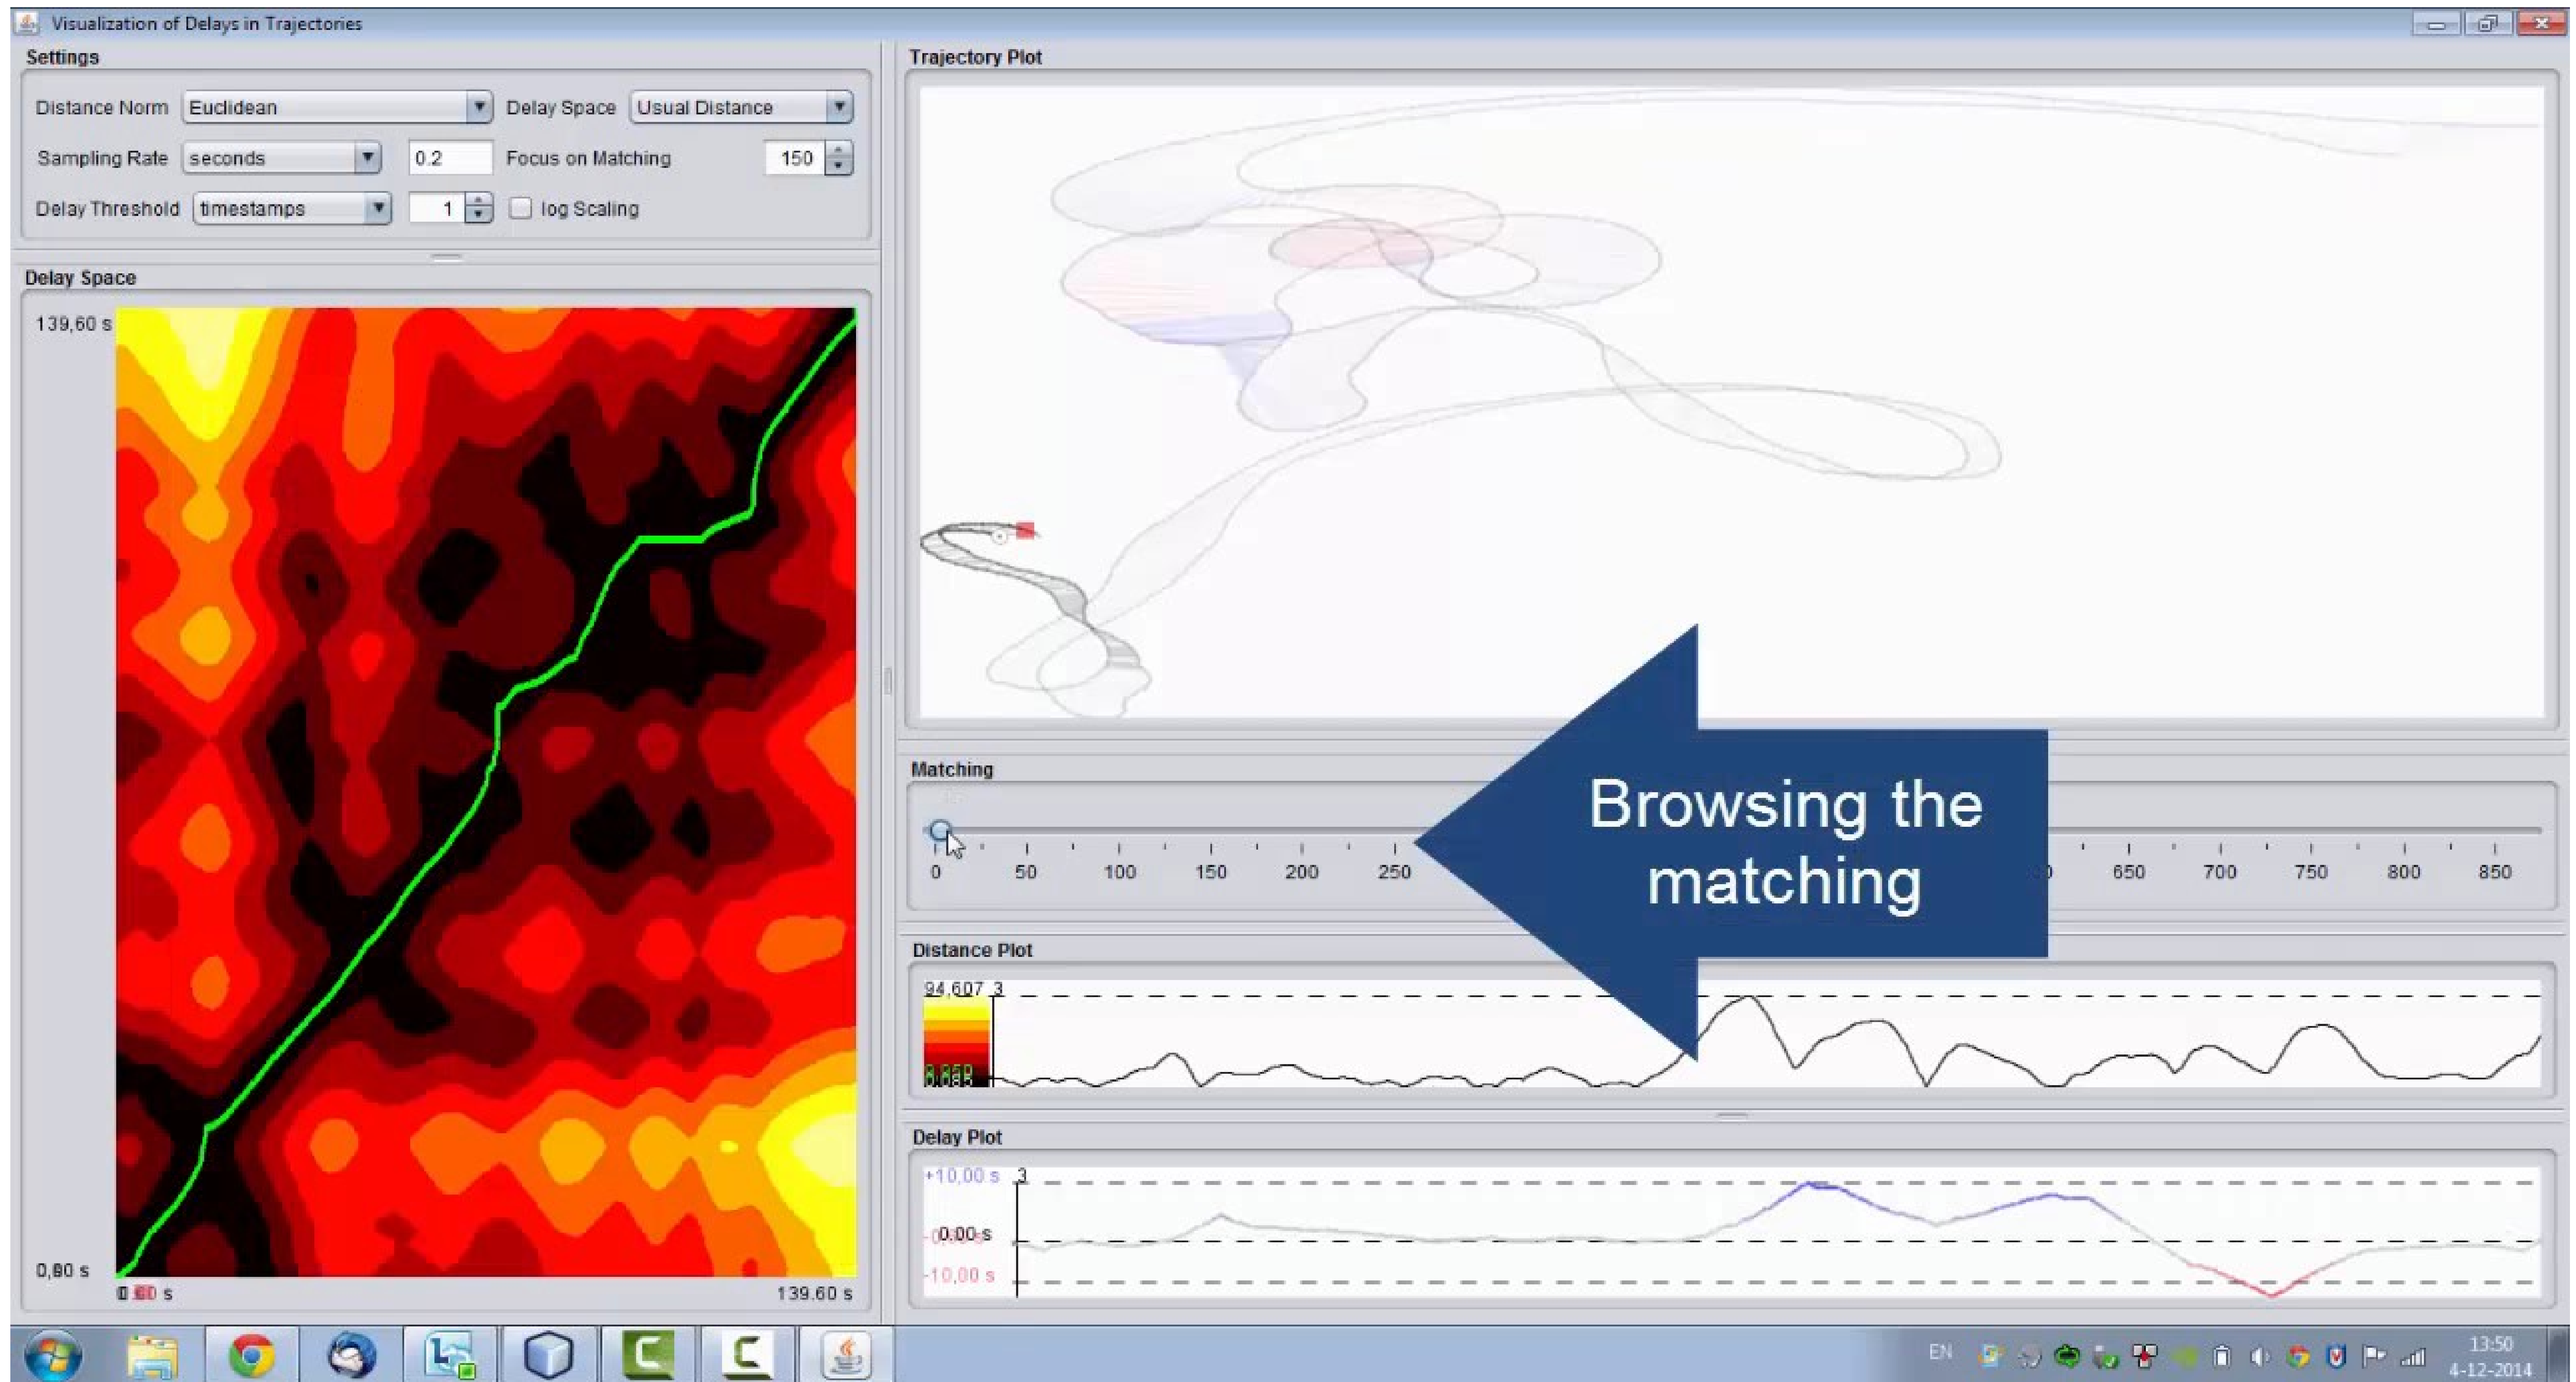 Visualization of Delays in Trajectories
Settings
Distance Norm Euclidean Delay Space Usual Distance
Sampling Rate seconds 0.2 Focus on Matching 150
Delay Threshold timestamps 1 log Scaling
Delay Space
139,60 s
139.60 s
Trajectory Plot
Matching
0 50 100 150 200 250 650 700 750 800 850
Browsing the
matching
Distance Plot
94,607 3
Delay Plot
+10,00 s 3
0.00 s
-10,00 s
EN
13:50
4-12-2014